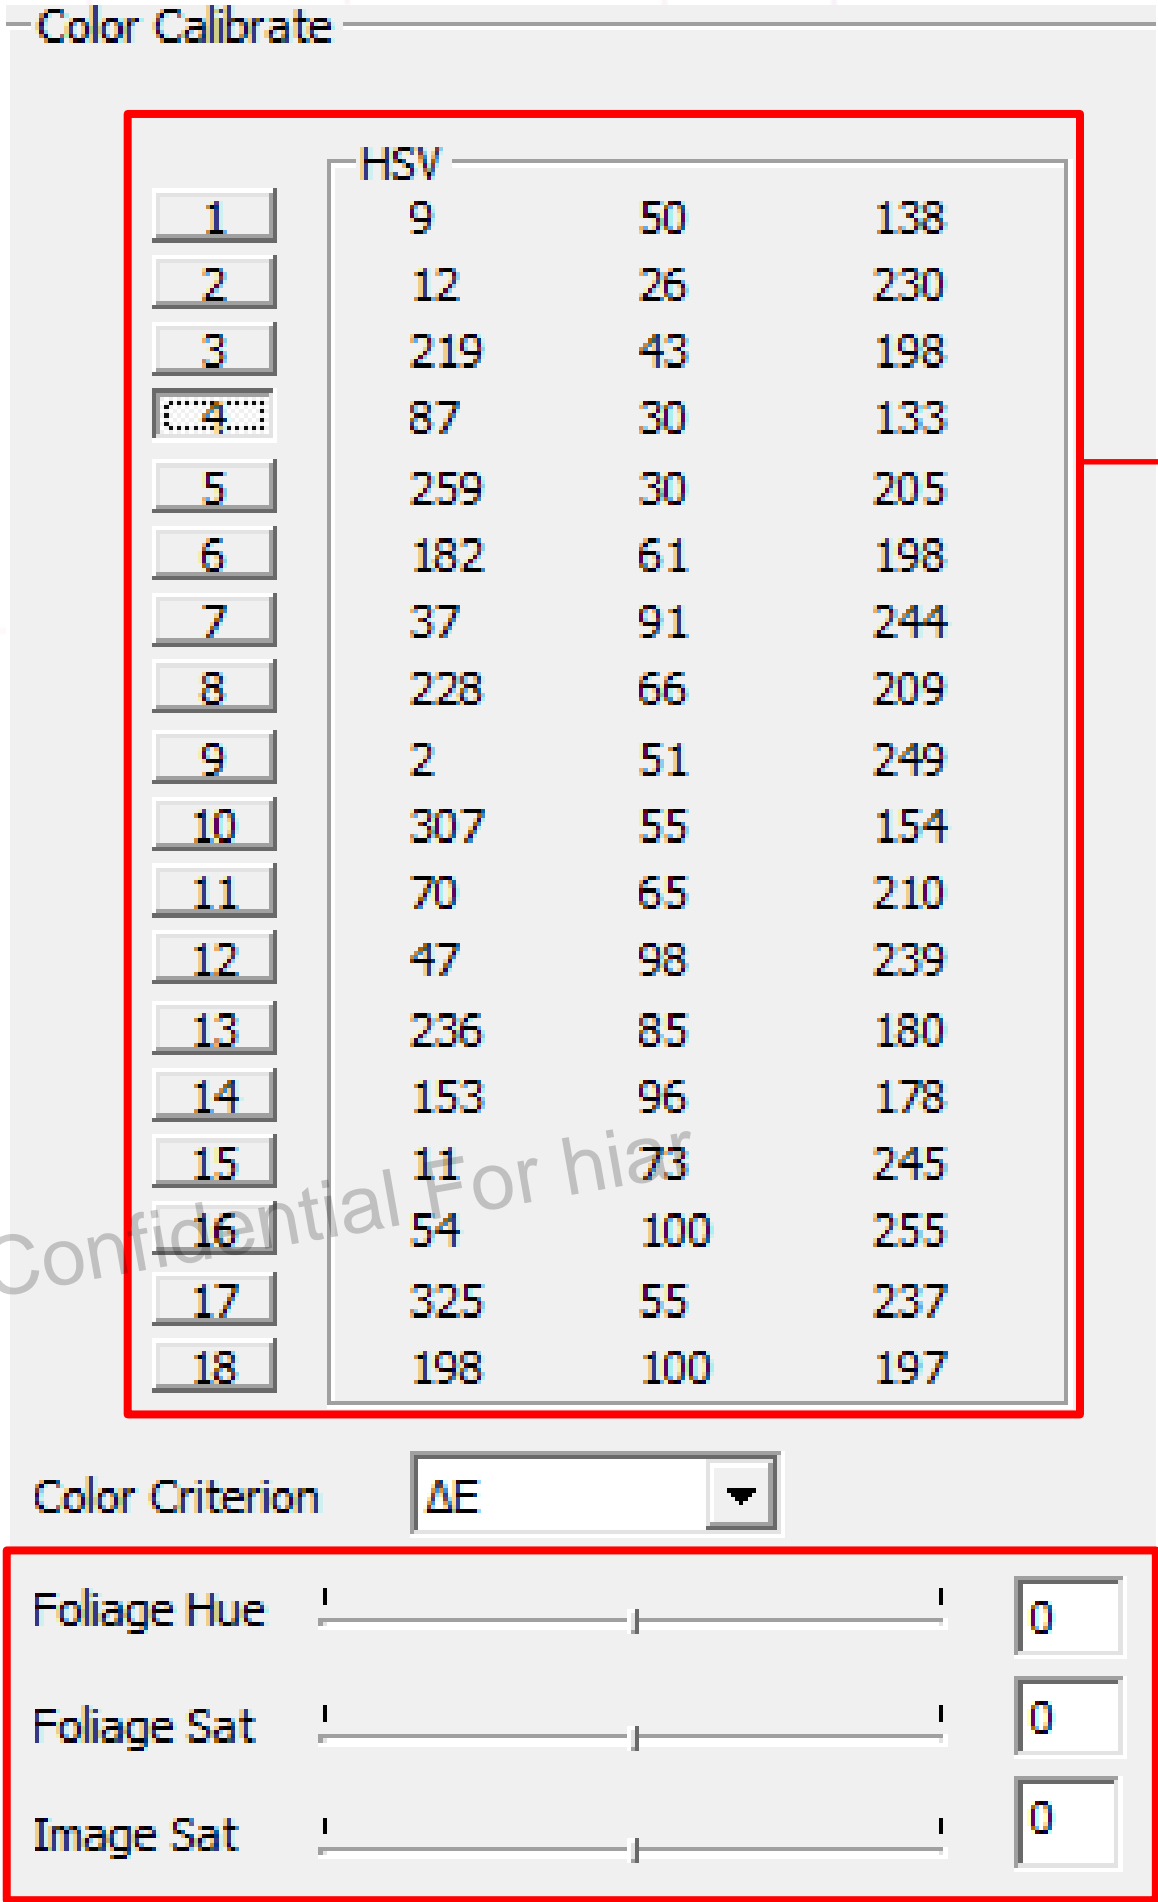 Color Calibrate
HSV
1 9 50 138
2 12 26 230
3 219 43 198
4 87 30 133
5 259 30 205
6 182 61 198
7 37 91 244
8 228 66 209
9 2 51 249
10 307 55 154
11 70 65 210
12 47 98 239
13 236 85 180
14 153 96 178
15 11 73 245
16 54 100 255
17 325 55 237
18 198 100 197
Confidential For hiar
Color Criterion ΔE
Foliage Hue 0
Foliage Sat 0
Image Sat 0